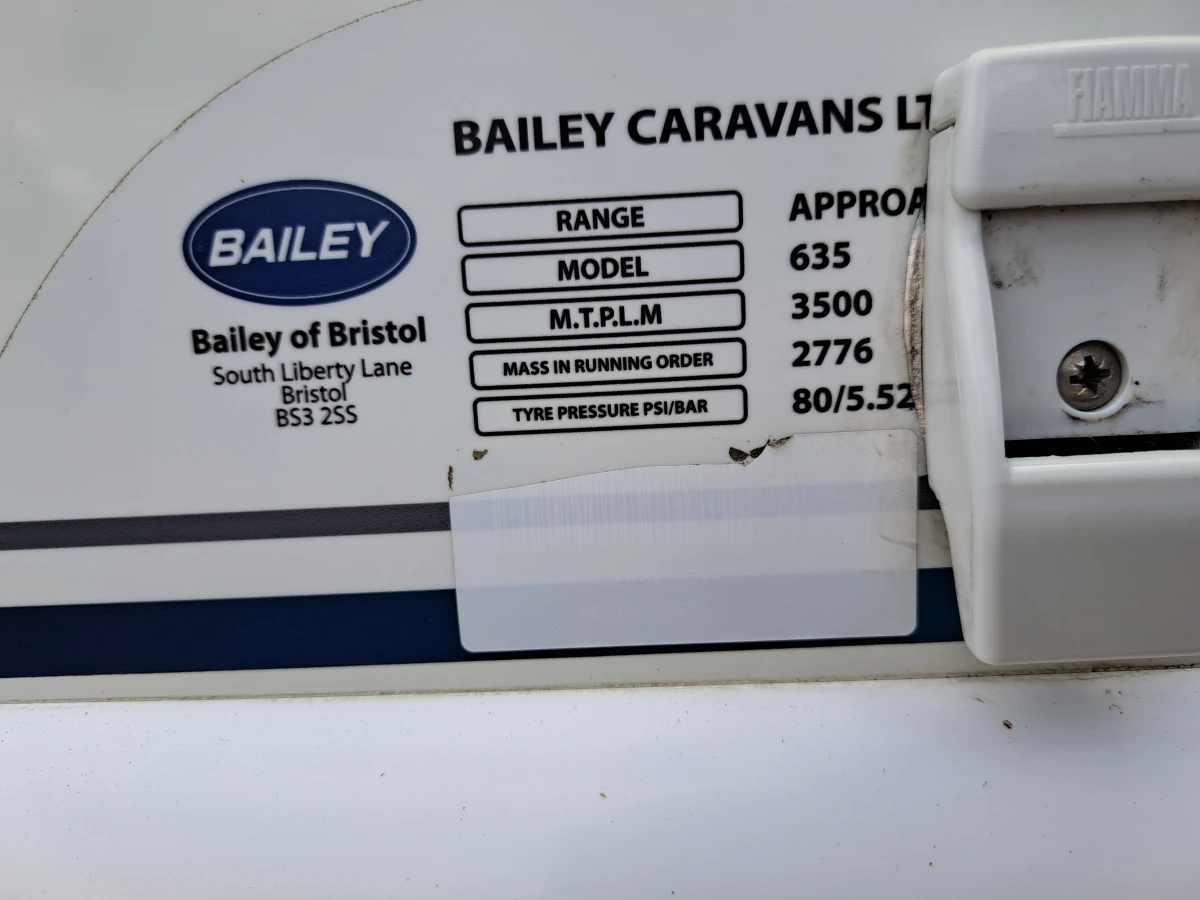 FIAMMA
BAILEY CARAVANS LT
BAILEY
Bailey of Bristol
South Liberty Lane
Bristol
BS3 2SS
RANGE APPROA
MODEL 635
M.T.P.L.M 3500
MASS IN RUNNING ORDER 2776
TYRE PRESSURE PSI/BAR 80/5.52